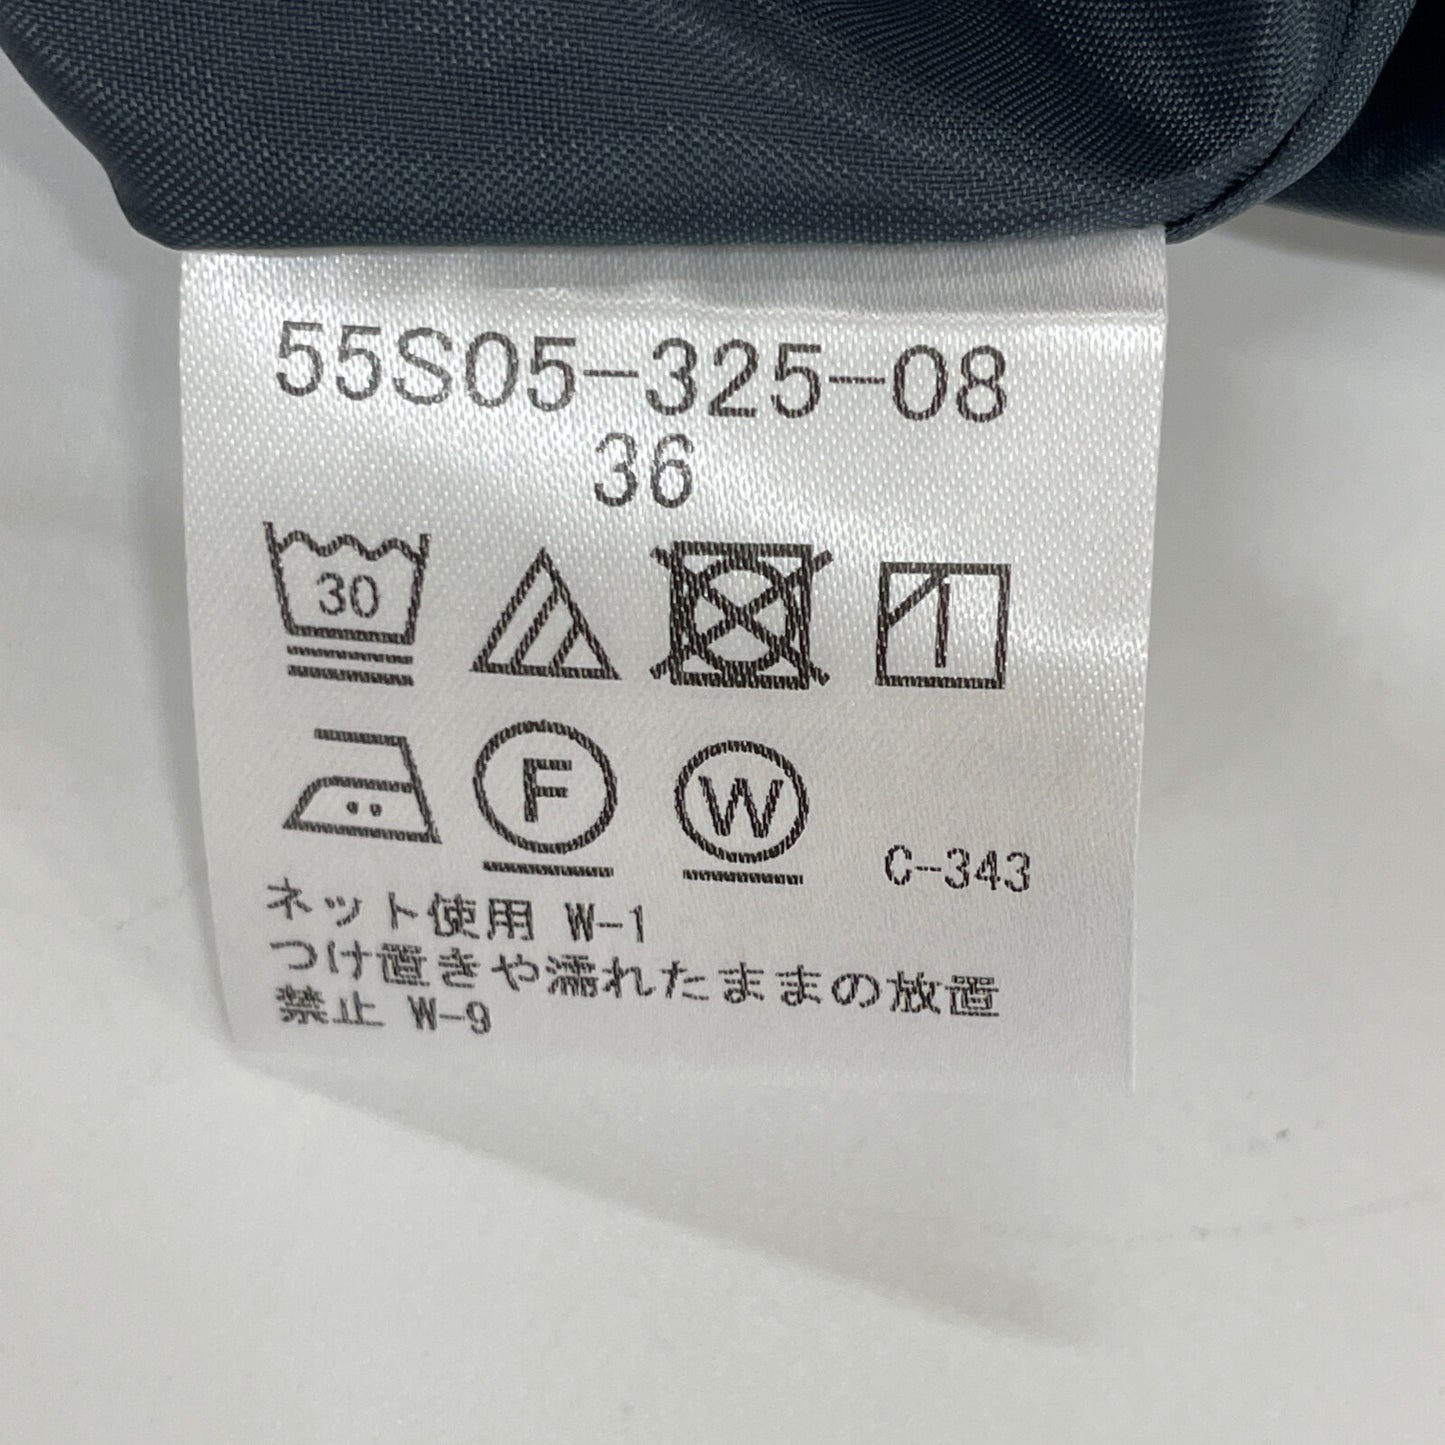 55S05-325-08
36
30
F W C-343
ネット使用 W-1
つけ置きや濡れたままの放置
禁止 W-9